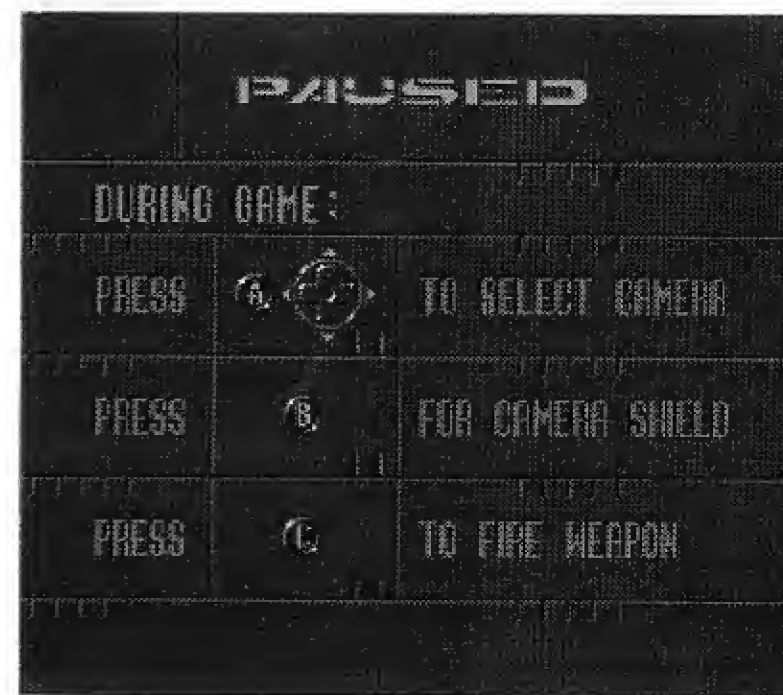 PAUSED
DURING GAME:
PRESS A TO SELECT CAMERA
PRESS B FOR CAMERA SHIELD
PRESS C TO FIRE WEAPON